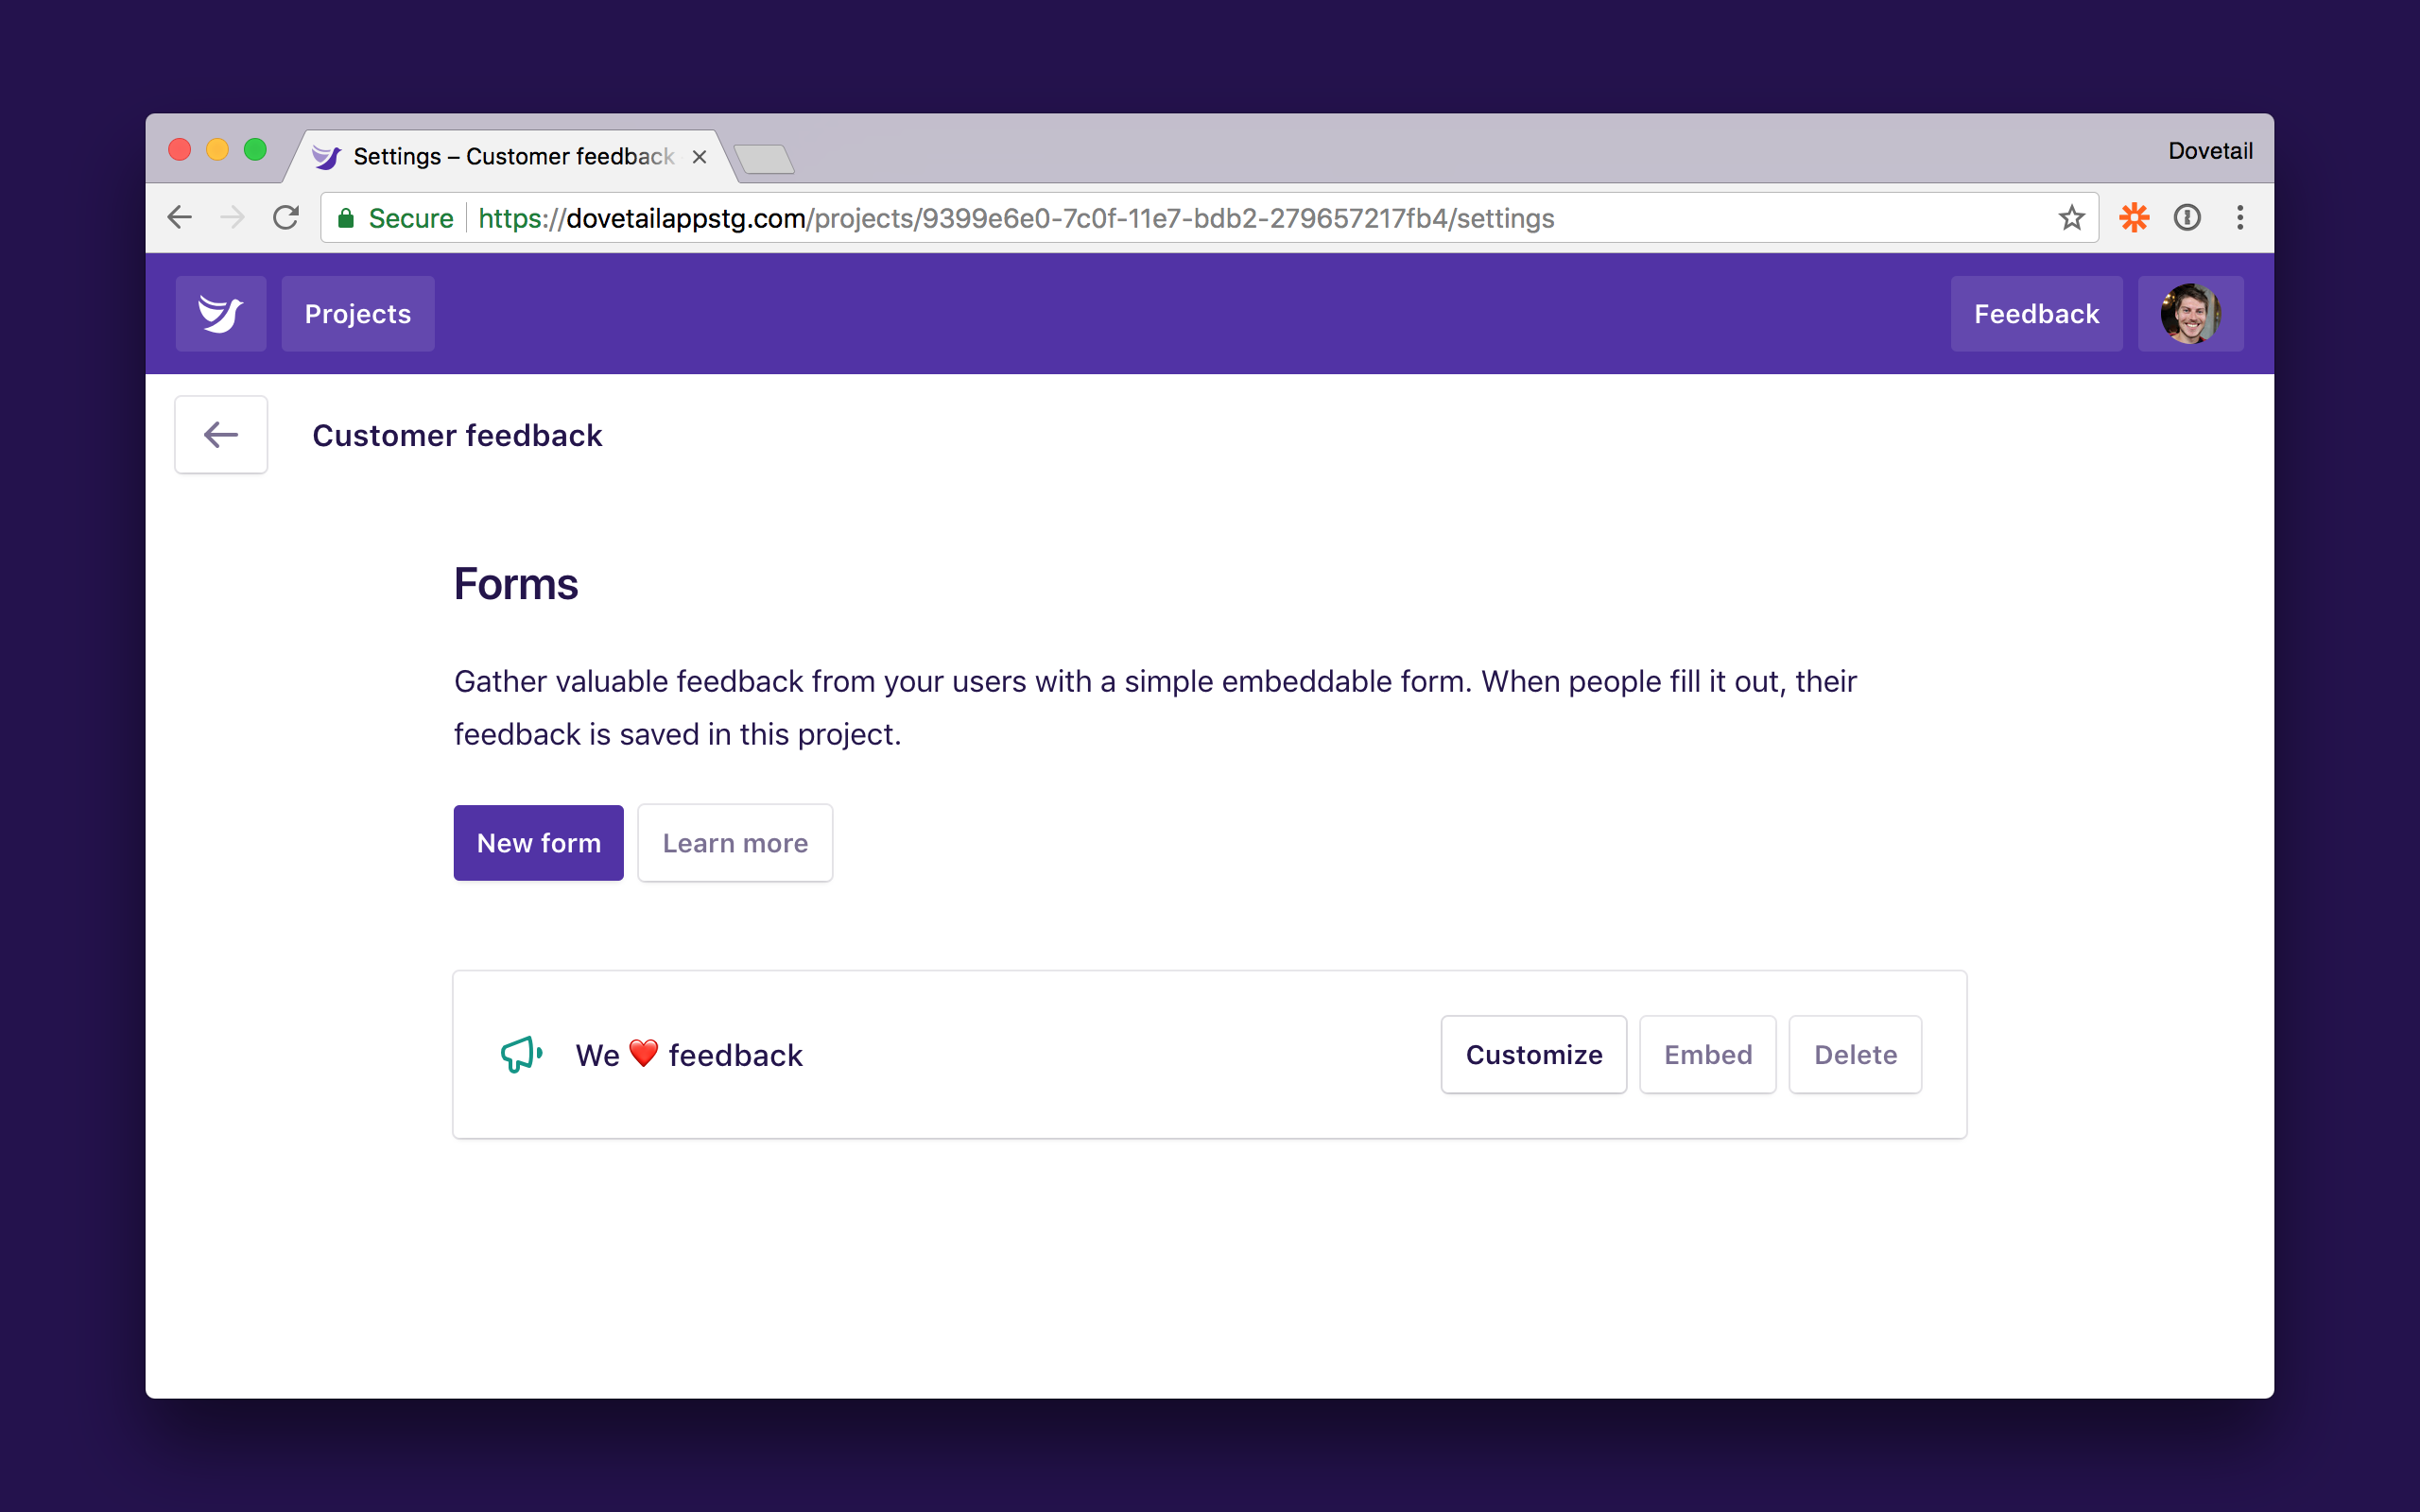 Settings – Customer feedback
Dovetail
Secure https://dovetailappstg.com/projects/9399e6e0-7c0f-11e7-bdb2-279657217fb4/settings
Projects
Feedback
Customer feedback
Forms
Gather valuable feedback from your users with a simple embeddable form. When people fill it out, their
feedback is saved in this project.
New form
Learn more
We ❤️ feedback
Customize
Embed
Delete